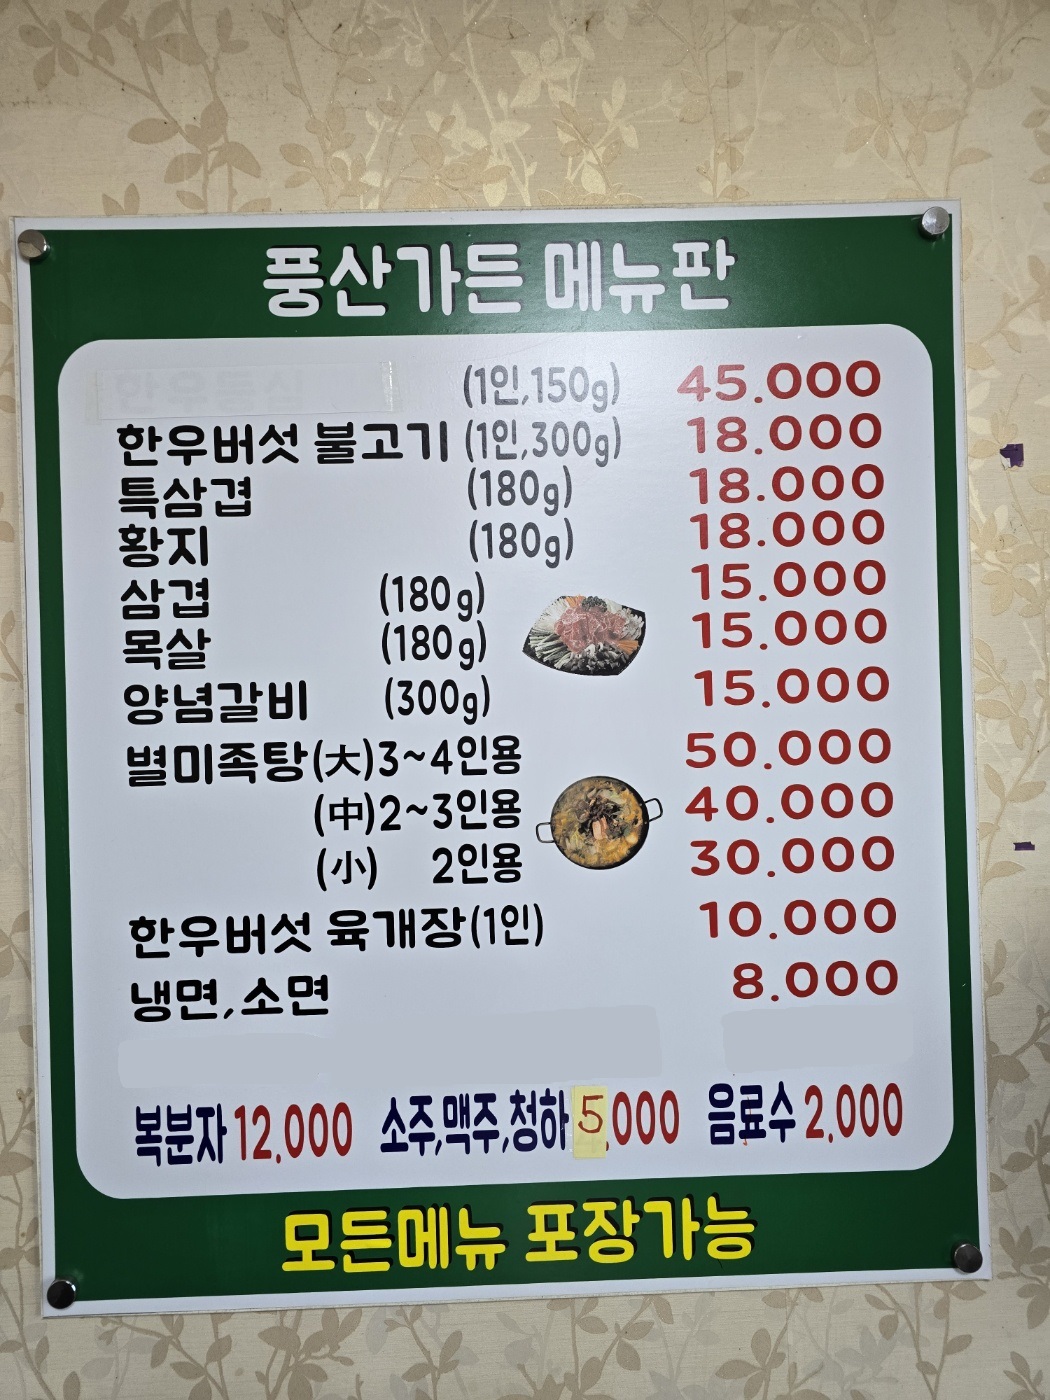 풍산가든 메뉴판
(1인,150g) 45.000
한우버섯 불고기 (1인,300g) 18.000
특삼겹 (180g) 18.000
황지 (180g) 18.000
삼겹 (180g) 15.000
목살 (180g) 15.000
양념갈비 (300g) 15.000
별미족탕(大)3~4인용 50.000
(中)2~3인용 40.000
(小) 2인용 30.000
한우버섯 육개장(1인) 10.000
냉면,소면 8.000
복분자 12,000 소주,맥주,청하 5,000 음료수 2,000
모든메뉴 포장가능